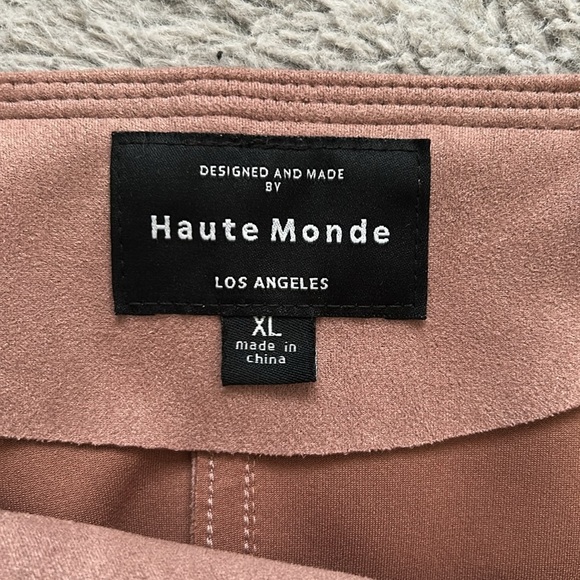 DESIGNED AND MADE
BY
Haute Monde
LOS ANGELES
XL
made in
china